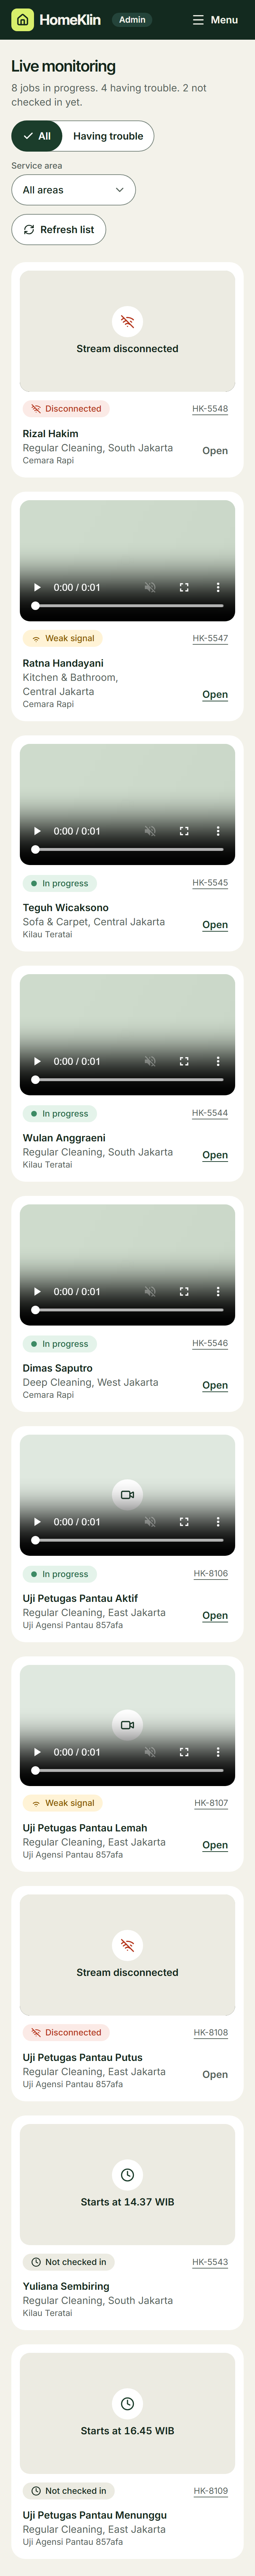 HomeKlin Admin Menu
Live monitoring
8 jobs in progress. 4 having trouble. 2 not
checked in yet.
All Having trouble
Service area
All areas
Refresh list
Stream disconnected
Disconnected HK-5548
Rizal Hakim
Regular Cleaning, South Jakarta
Cemara Rapi
Open
0:00 / 0:01
Weak signal HK-5547
Ratna Handayani
Kitchen & Bathroom,
Central Jakarta
Cemara Rapi
Open
0:00 / 0:01
In progress HK-5545
Teguh Wicaksono
Sofa & Carpet, Central Jakarta
Kilau Teratai
Open
0:00 / 0:01
In progress HK-5544
Wulan Anggraeni
Regular Cleaning, South Jakarta
Kilau Teratai
Open
0:00 / 0:01
In progress HK-5546
Dimas Saputro
Deep Cleaning, West Jakarta
Cemara Rapi
Open
0:00 / 0:01
In progress HK-8106
Uji Petugas Pantau Aktif
Regular Cleaning, East Jakarta
Uji Agensi Pantau 857afa
Open
0:00 / 0:01
Weak signal HK-8107
Uji Petugas Pantau Lemah
Regular Cleaning, East Jakarta
Uji Agensi Pantau 857afa
Open
Stream disconnected
Disconnected HK-8108
Uji Petugas Pantau Putus
Regular Cleaning, East Jakarta
Uji Agensi Pantau 857afa
Open
Starts at 14.37 WIB
Not checked in HK-5543
Yuliana Sembiring
Regular Cleaning, South Jakarta
Kilau Teratai
Starts at 16.45 WIB
Not checked in HK-8109
Uji Petugas Pantau Menunggu
Regular Cleaning, East Jakarta
Uji Agensi Pantau 857afa